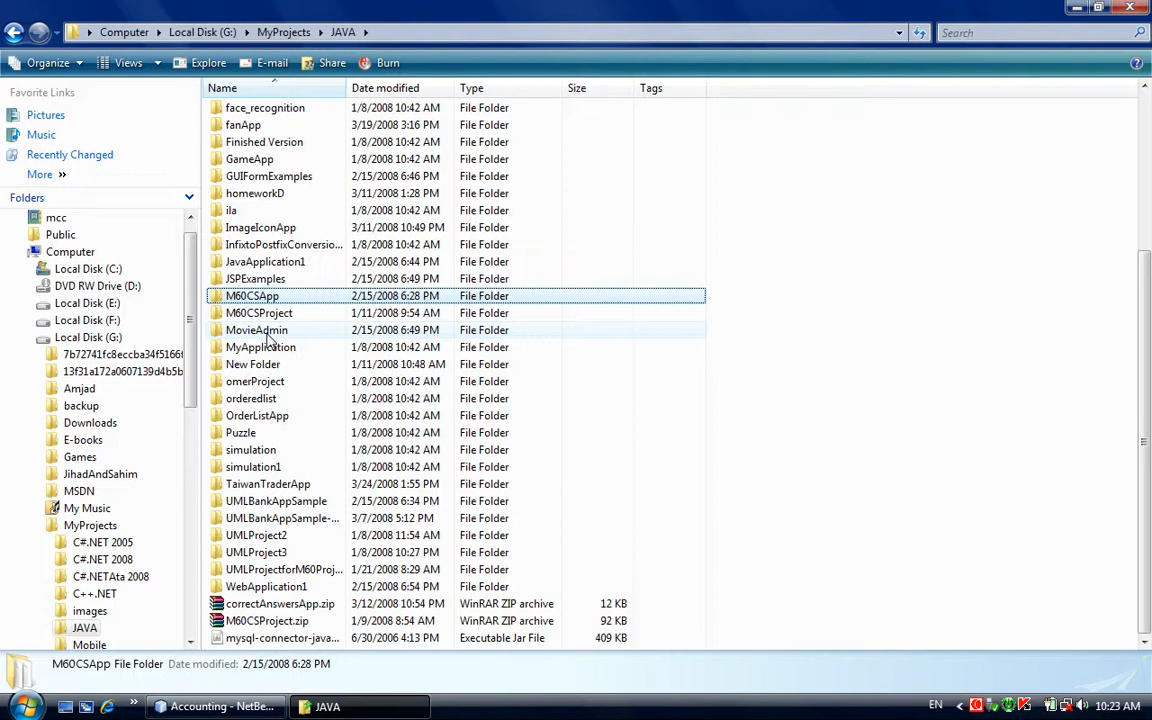 Computer Local Disk (G:) MyProjects JAVA Search
Organize Views Explore E-mail Share Burn
Favorite Links
Pictures
Music
Recently Changed
More »
Folders
mcc
Public
Computer
Local Disk (C:)
DVD RW Drive (D:)
Local Disk (E:)
Local Disk (F:)
Local Disk (G:)
7b72741fc8eccba34f5166f
13f31a172a0607139d4b5b
Amjad
backup
Downloads
E-books
Games
JihadAndSahim
MSDN
My Music
MyProjects
C#.NET 2005
C#.NET 2008
C#.NETAta 2008
C++.NET
images
JAVA
Mobile
Name Date modified Type Size Tags
face_recognition 1/8/2008 10:42 AM File Folder
fanApp 3/19/2008 3:16 PM File Folder
Finished Version 1/8/2008 10:42 AM File Folder
GameApp 1/8/2008 10:42 AM File Folder
GUIFormExamples 2/15/2008 6:46 PM File Folder
homeworkD 3/11/2008 1:28 PM File Folder
ila 1/8/2008 10:42 AM File Folder
ImageIconApp 3/11/2008 10:49 PM File Folder
InfixtoPostfixConversio... 1/8/2008 10:42 AM File Folder
JavaApplication1 2/15/2008 6:44 PM File Folder
JSPExamples 2/15/2008 6:49 PM File Folder
M60CSApp 2/15/2008 6:28 PM File Folder
M60CSProject 1/11/2008 9:54 AM File Folder
MovieAdmin 2/15/2008 6:49 PM File Folder
MyApplication 1/8/2008 10:42 AM File Folder
New Folder 1/11/2008 10:48 AM File Folder
omerProject 1/8/2008 10:42 AM File Folder
orderedlist 1/8/2008 10:42 AM File Folder
OrderListApp 1/8/2008 10:42 AM File Folder
Puzzle 1/8/2008 10:42 AM File Folder
simulation 1/8/2008 10:42 AM File Folder
simulation1 1/8/2008 10:42 AM File Folder
TaiwanTraderApp 3/24/2008 1:55 PM File Folder
UMLBankAppSample 2/15/2008 6:34 PM File Folder
UMLBankAppSample-... 3/7/2008 5:12 PM File Folder
UMLProject2 1/8/2008 11:54 AM File Folder
UMLProject3 1/8/2008 10:27 PM File Folder
UMLProjectforM60Proj... 1/21/2008 8:29 AM File Folder
WebApplication1 2/15/2008 6:54 PM File Folder
correctAnswersApp.zip 3/12/2008 10:54 PM WinRAR ZIP archive 12 KB
M60CSProject.zip 1/9/2008 8:54 AM WinRAR ZIP archive 92 KB
mysql-connector-java... 6/30/2006 4:13 PM Executable Jar File 409 KB
M60CSApp File Folder Date modified: 2/15/2008 6:28 PM
» Accounting - NetBe... JAVA EN 10:23 AM